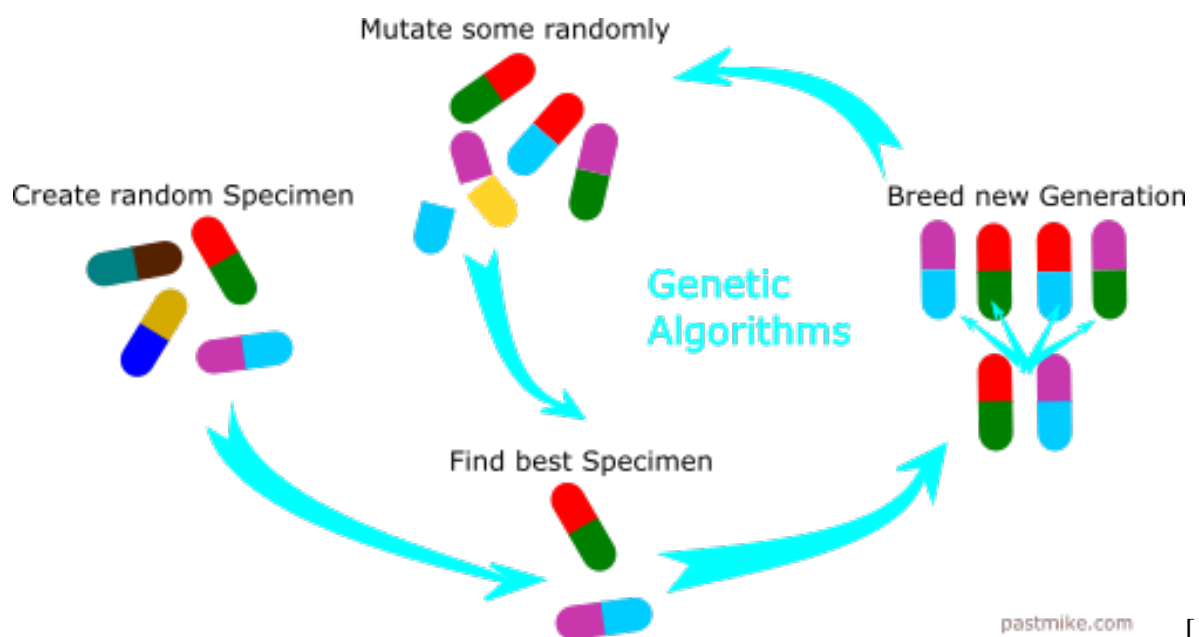 Mutate some randomly
Create random Specimen
Breed new Generation
Genetic
Algorithms
Find best Specimen
pastmike.com
[